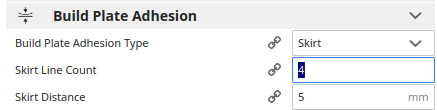 Build Plate Adhesion
Build Plate Adhesion Type Skirt
Skirt Line Count 4
Skirt Distance 5 mm